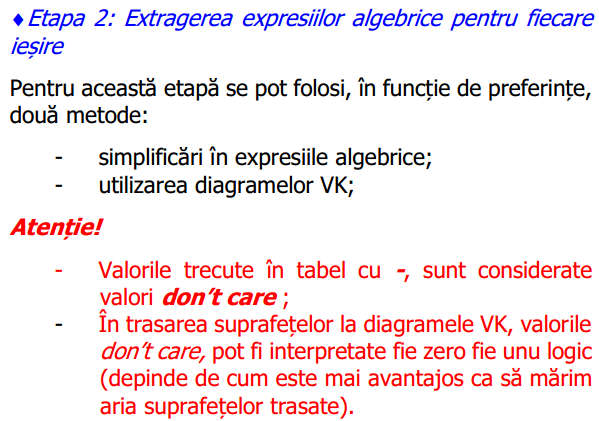 ♦Etapa 2: Extragerea expresiilor algebrice pentru fiecare
ieșire
Pentru această etapă se pot folosi, în funcție de preferințe,
două metode:
- simplificări în expresiile algebrice;
- utilizarea diagramelor VK;
Atenție!
- Valorile trecute în tabel cu -, sunt considerate
valori don’t care ;
- În trasarea suprafețelor la diagramele VK, valorile
don’t care, pot fi interpretate fie zero fie unu logic
(depinde de cum este mai avantajos ca să mărim
aria suprafețelor trasate).